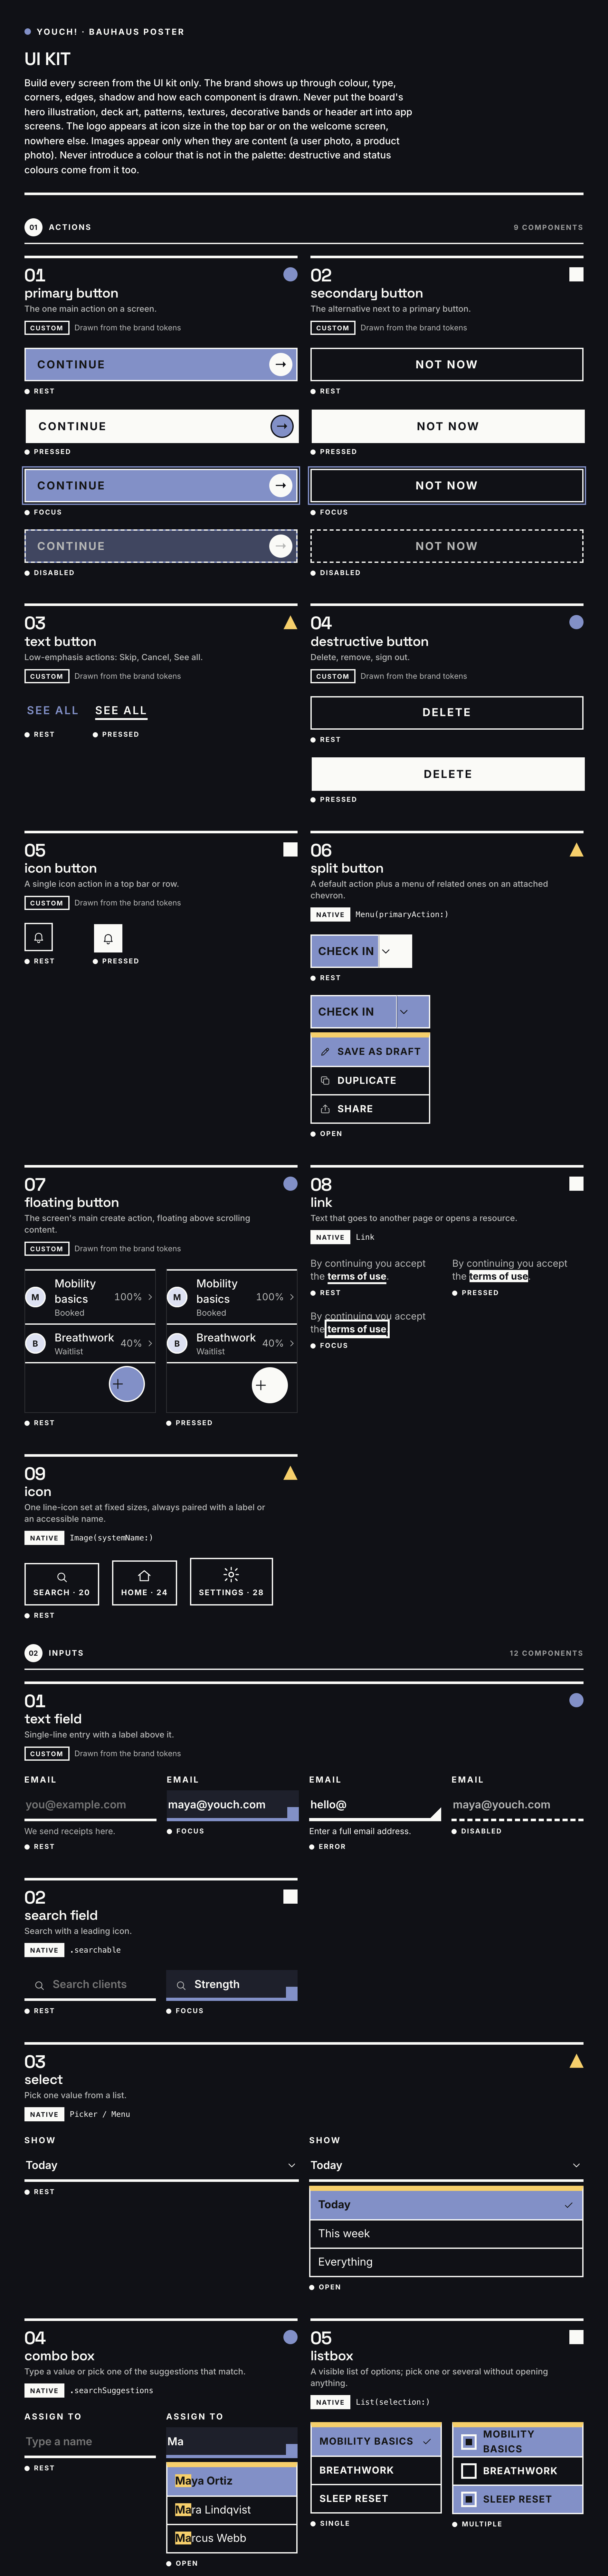 YOUCH! · BAUHAUS POSTER
UI KIT
Build every screen from the UI kit only. The brand shows up through colour, type,
corners, edges, shadow and how each component is drawn. Never put the board's
hero illustration, deck art, patterns, textures, decorative bands or header art into app
screens. The logo appears at icon size in the top bar or on the welcome screen,
nowhere else. Images appear only when they are content (a user photo, a product
photo). Never introduce a colour that is not in the palette: destructive and status
colours come from it too.
01 ACTIONS 9 COMPONENTS
01
primary button
The one main action on a screen.
CUSTOM Drawn from the brand tokens
CONTINUE
REST
CONTINUE
PRESSED
CONTINUE
FOCUS
CONTINUE
DISABLED
02
secondary button
The alternative next to a primary button.
CUSTOM Drawn from the brand tokens
NOT NOW
REST
NOT NOW
PRESSED
NOT NOW
FOCUS
NOT NOW
DISABLED
03
text button
Low-emphasis actions: Skip, Cancel, See all.
CUSTOM Drawn from the brand tokens
SEE ALL SEE ALL
REST PRESSED
04
destructive button
Delete, remove, sign out.
CUSTOM Drawn from the brand tokens
DELETE
REST
DELETE
PRESSED
05
icon button
A single icon action in a top bar or row.
CUSTOM Drawn from the brand tokens
REST PRESSED
06
split button
A default action plus a menu of related ones on an attached
chevron.
NATIVE Menu(primaryAction:)
CHECK IN
REST
CHECK IN
SAVE AS DRAFT
DUPLICATE
SHARE
OPEN
07
floating button
The screen's main create action, floating above scrolling
content.
CUSTOM Drawn from the brand tokens
M Mobility
basics
Booked
100%
B Breathwork
Waitlist
40%
REST
M Mobility
basics
Booked
100%
B Breathwork
Waitlist
40%
PRESSED
08
link
Text that goes to another page or opens a resource.
NATIVE Link
By continuing you accept
the terms of use.
REST
By continuing you accept
the terms of use.
PRESSED
By continuing you accept
the terms of use.
FOCUS
09
icon
One line-icon set at fixed sizes, always paired with a label or
an accessible name.
NATIVE Image(systemName:)
SEARCH · 20 HOME · 24 SETTINGS · 28
REST
02 INPUTS 12 COMPONENTS
01
text field
Single-line entry with a label above it.
CUSTOM Drawn from the brand tokens
EMAIL
you@example.com
We send receipts here.
REST
EMAIL
maya@youch.com
FOCUS
EMAIL
hello@
Enter a full email address.
ERROR
EMAIL
maya@youch.com
DISABLED
02
search field
Search with a leading icon.
NATIVE .searchable
Search clients
REST
Strength
FOCUS
03
select
Pick one value from a list.
NATIVE Picker / Menu
SHOW
Today
REST
SHOW
Today
Today
This week
Everything
OPEN
04
combo box
Type a value or pick one of the suggestions that match.
NATIVE .searchSuggestions
ASSIGN TO
Type a name
REST
ASSIGN TO
Ma
Maya Ortiz
Mara Lindqvist
Marcus Webb
OPEN
05
listbox
A visible list of options; pick one or several without opening
anything.
NATIVE List(selection:)
MOBILITY BASICS
BREATHWORK
SLEEP RESET
SINGLE
MOBILITY
BASICS
BREATHWORK
SLEEP RESET
MULTIPLE